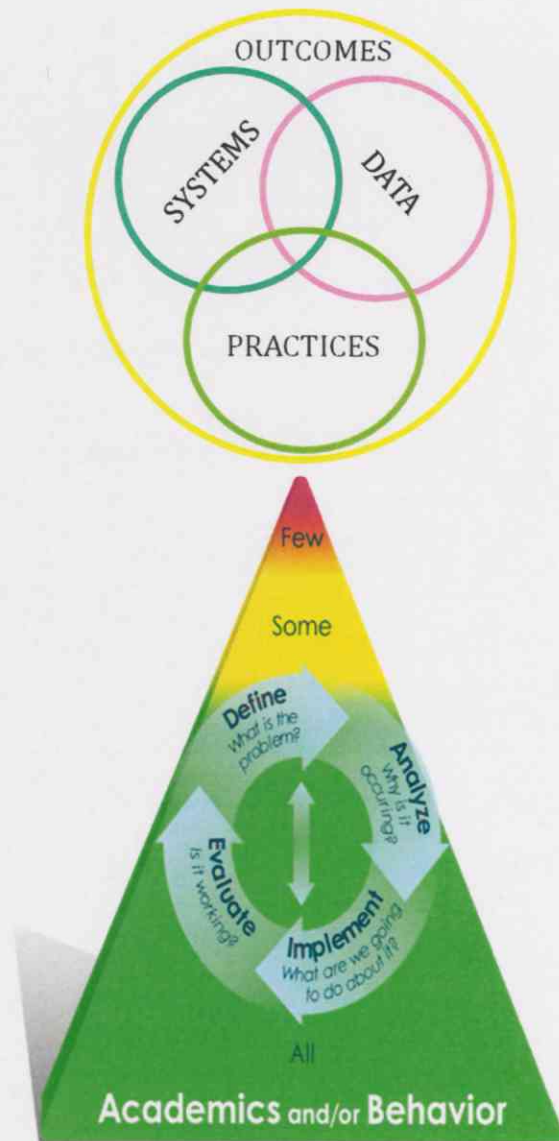 OUTCOMES
SYSTEMS
DATA
PRACTICES
Few
Some
Define
What is the
problem?
Analyze
Why is it
occuring?
Implement
What are we going
to do about it?
Evaluate
Is it working?
All
Academics and/or Behavior